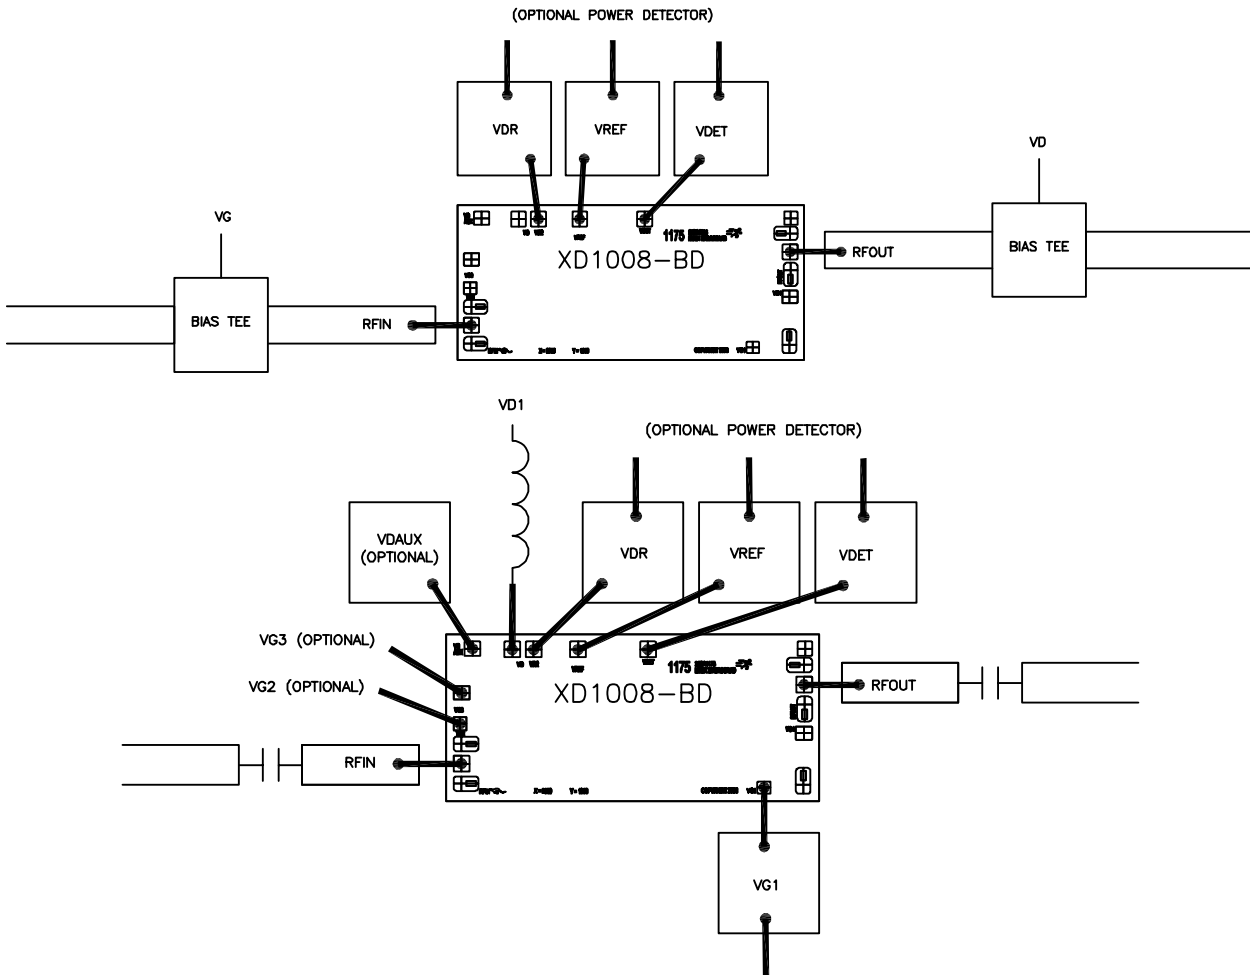 (OPTIONAL POWER DETECTOR)
VDR
VREF
VDET
VD
VG
1175
XD1008-BD
RFOUT
BIAS TEE
BIAS TEE
RFIN
VD1
(OPTIONAL POWER DETECTOR)
VDAUX
(OPTIONAL)
VDR
VREF
VDET
VG3 (OPTIONAL)
VG2 (OPTIONAL)
1175
XD1008-BD
RFOUT
RFIN
VG1